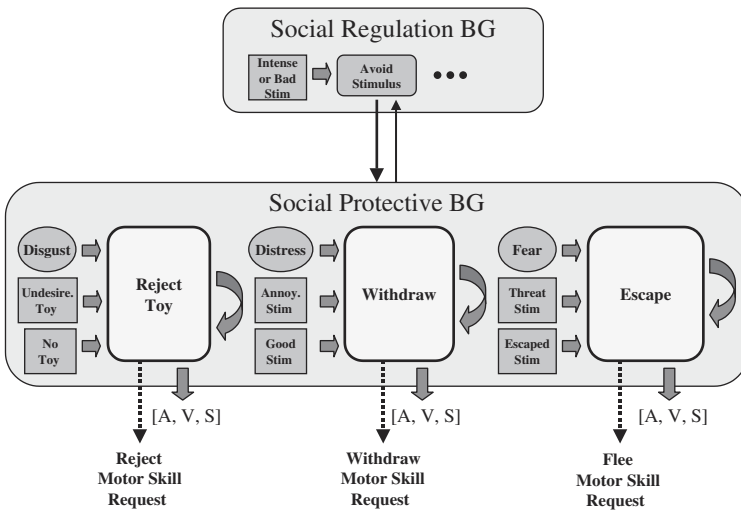 Social Regulation BG
Intense
or Bad
Stim
Avoid
Stimulus
Social Protective BG
Disgust
Undesire.
Toy
No
Toy
Reject
Toy
Distress
Annoy.
Stim
Good
Stim
Withdraw
Fear
Threat
Stim
Escaped
Stim
Escape
[A, V, S]
[A, V, S]
[A, V, S]
Reject
Motor Skill
Request
Withdraw
Motor Skill
Request
Flee
Motor Skill
Request